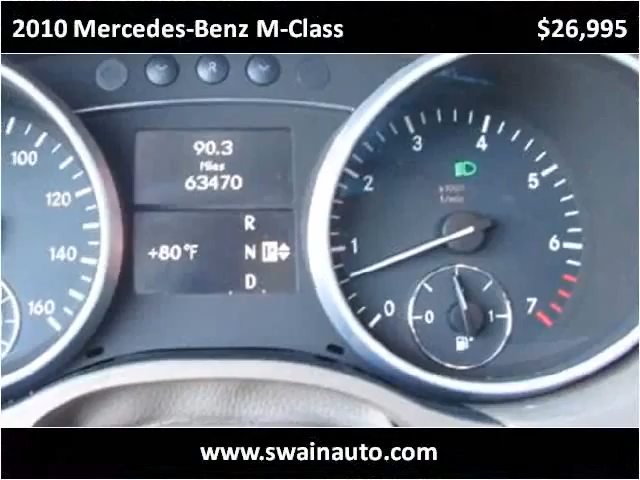 2010 Mercedes-Benz M-Class $26,995
R
90.3
Miles
63470
+80°F
R
N P
D
100
120
140
160
0
1
2
3
4
5
6
7
x1000
1/min
0 1
www.swainauto.com